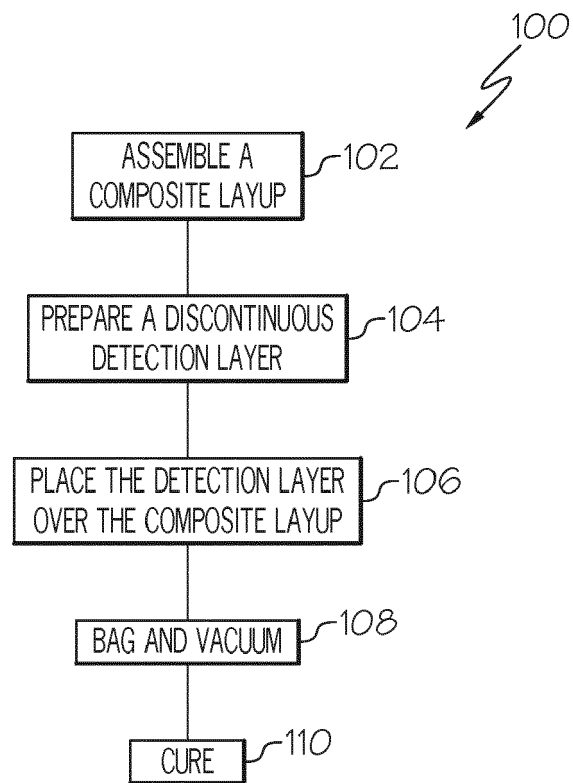 100
ASSEMBLE A
COMPOSITE LAYUP
102
PREPARE A DISCONTINUOUS
DETECTION LAYER
104
PLACE THE DETECTION LAYER
OVER THE COMPOSITE LAYUP
106
BAG AND VACUUM
108
CURE
110